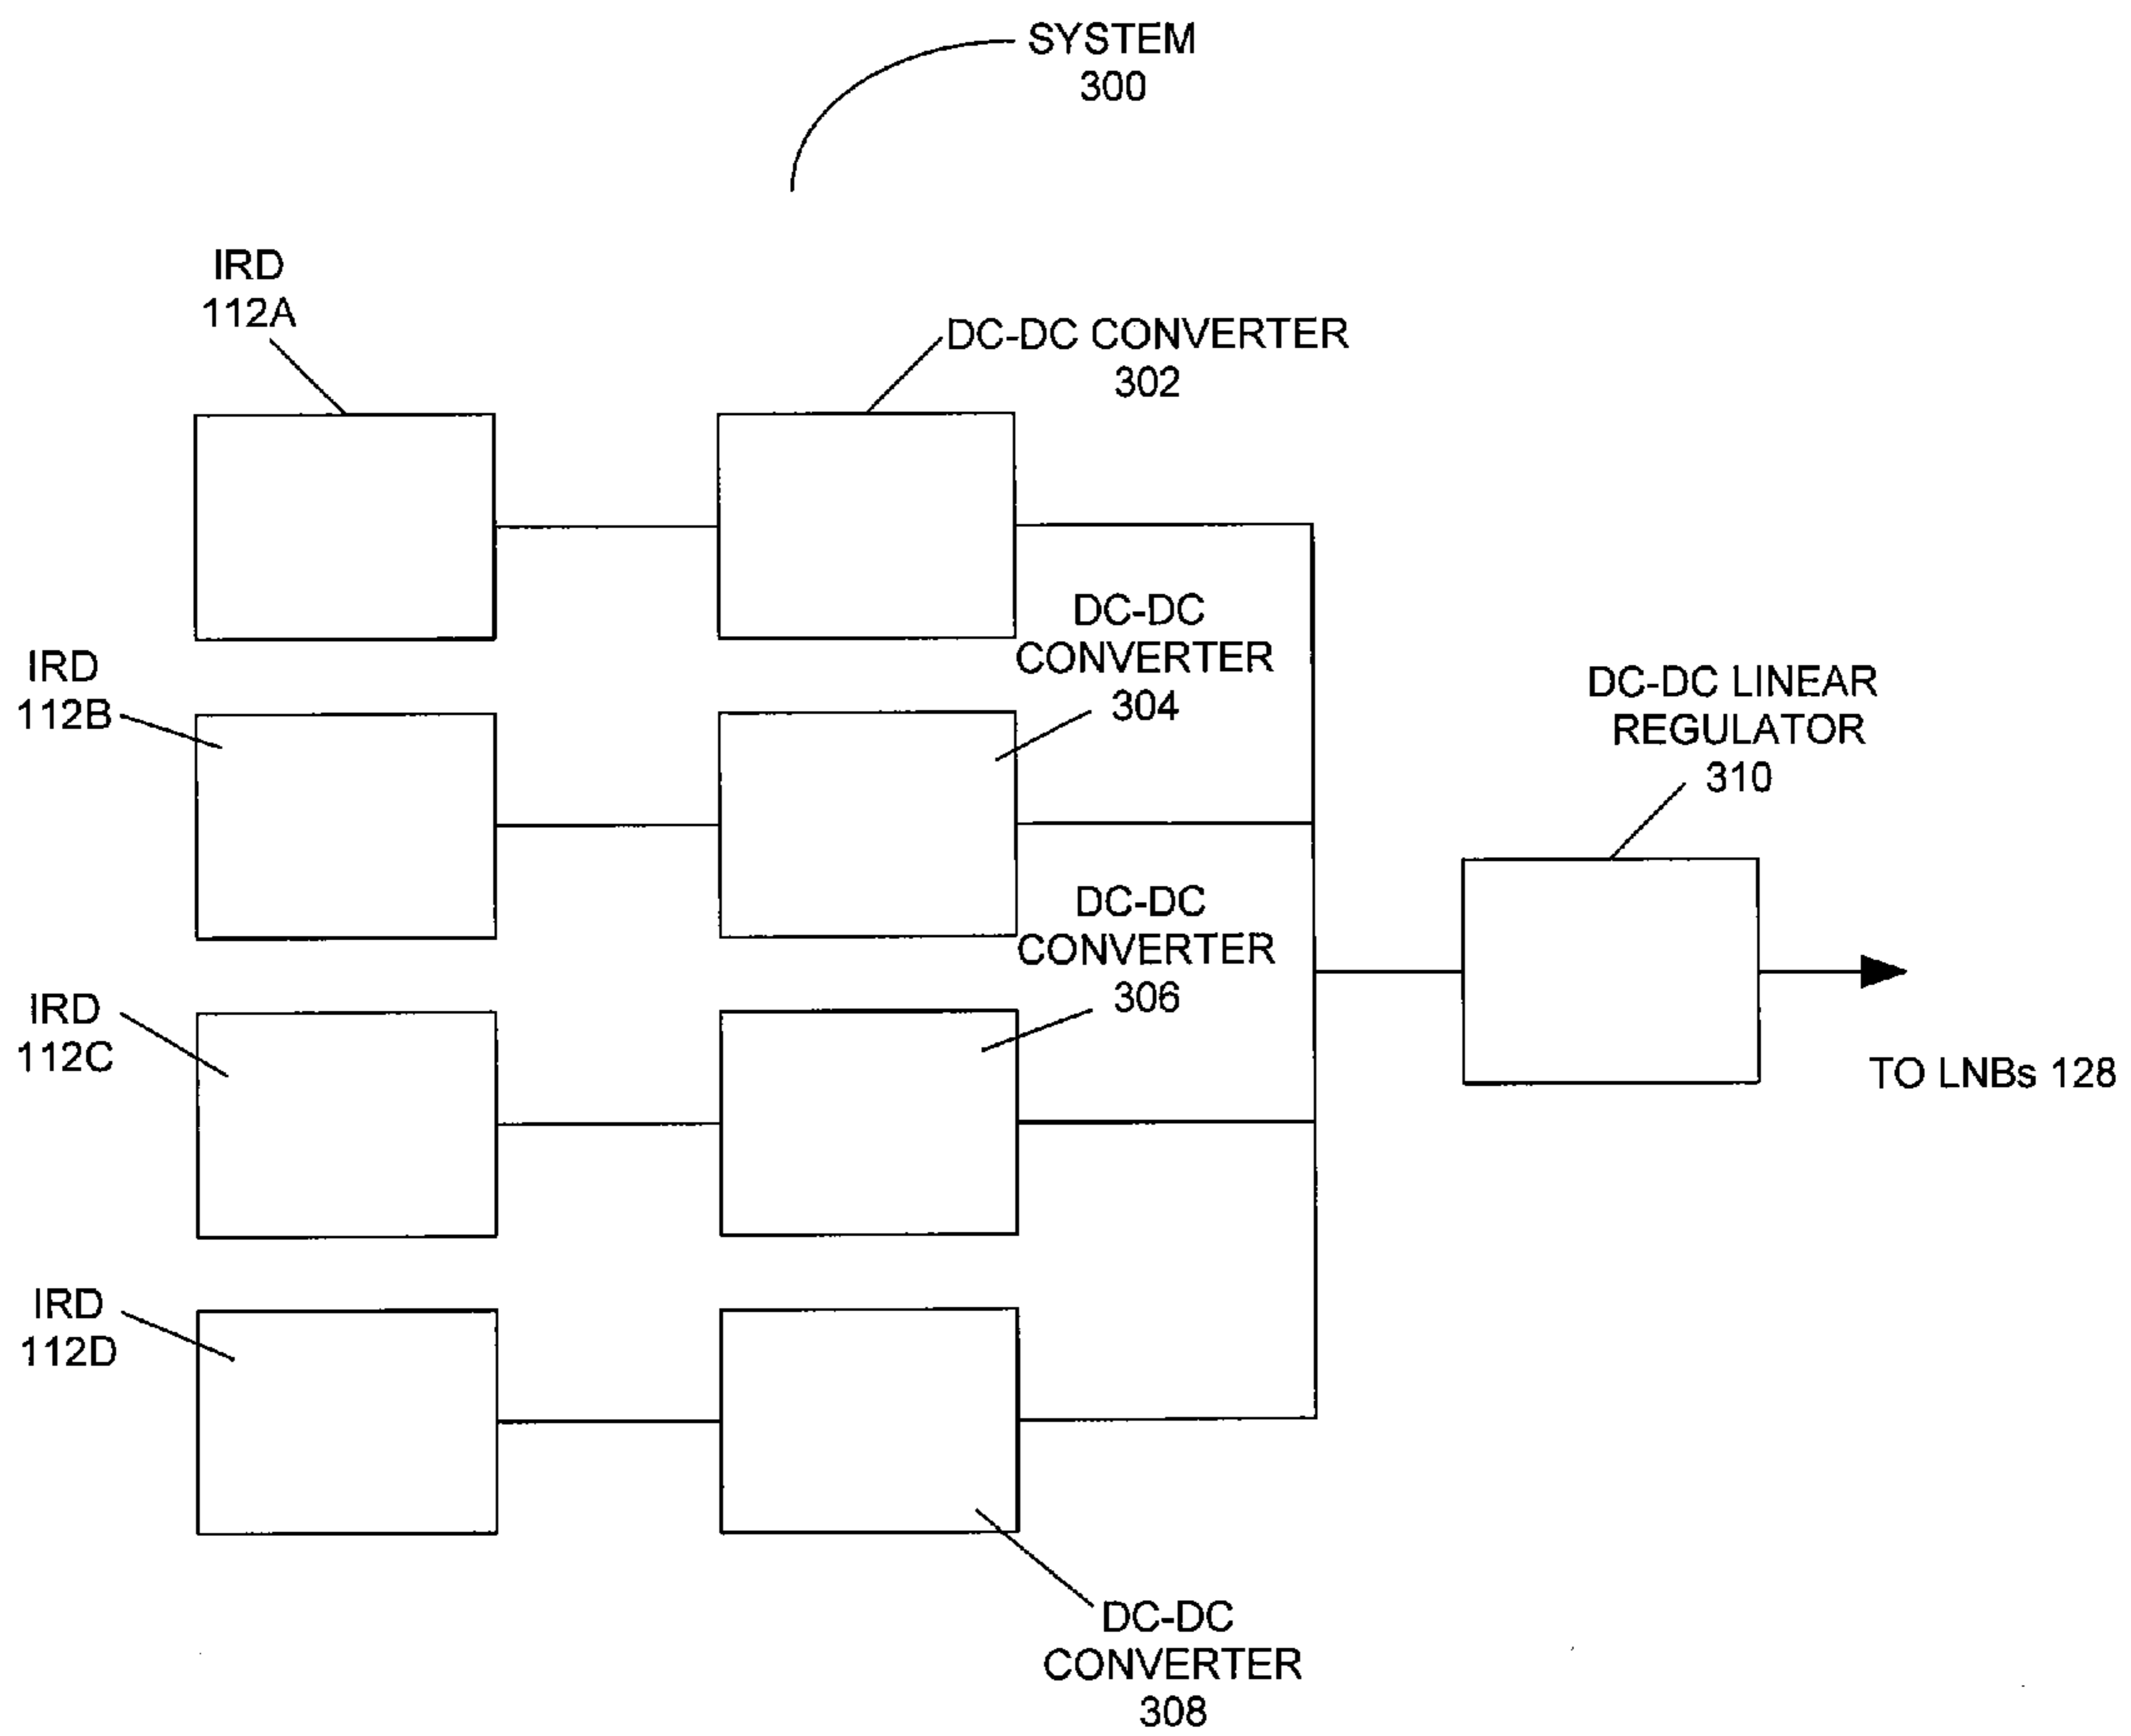 SYSTEM
300
IRD
112A
DC-DC CONVERTER
302
DC-DC
CONVERTER
304
IRD
112B
DC-DC LINEAR
REGULATOR
310
DC-DC
CONVERTER
306
IRD
112C
TO LNBs 128
IRD
112D
DC-DC
CONVERTER
308